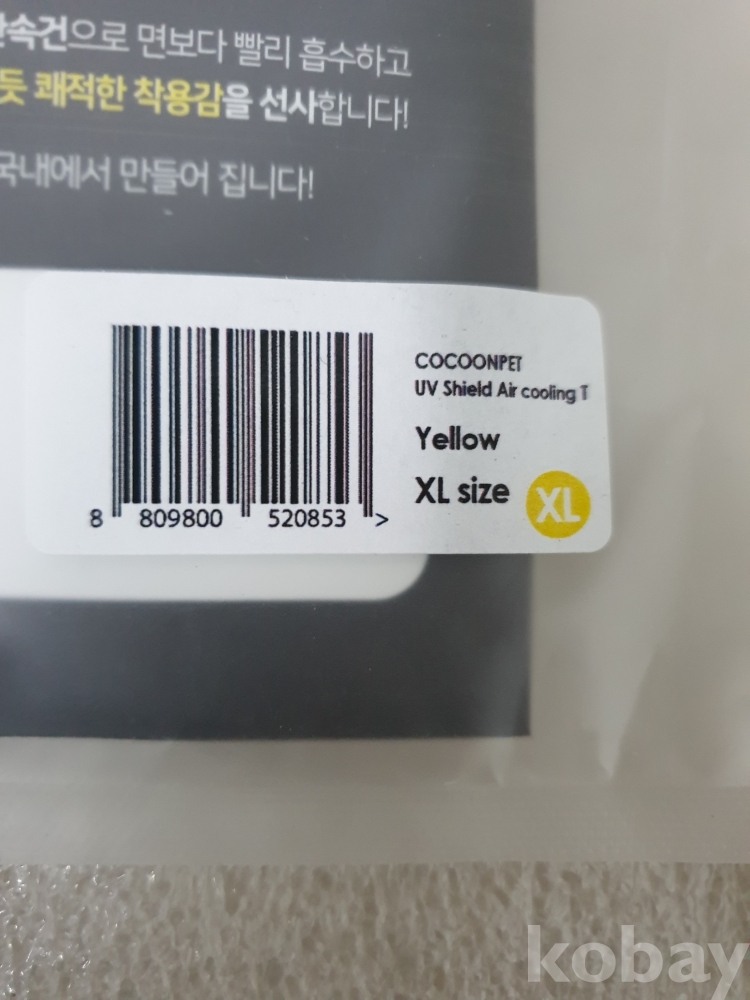 속건으로 면보다 빨리 흡수하고
듯 쾌적한 착용감을 선사합니다!
국내에서 만들어 집니다!
COCOONPET
UV Shield Air cooling T
Yellow
XL size XL
8 809800 520853 >
kobay